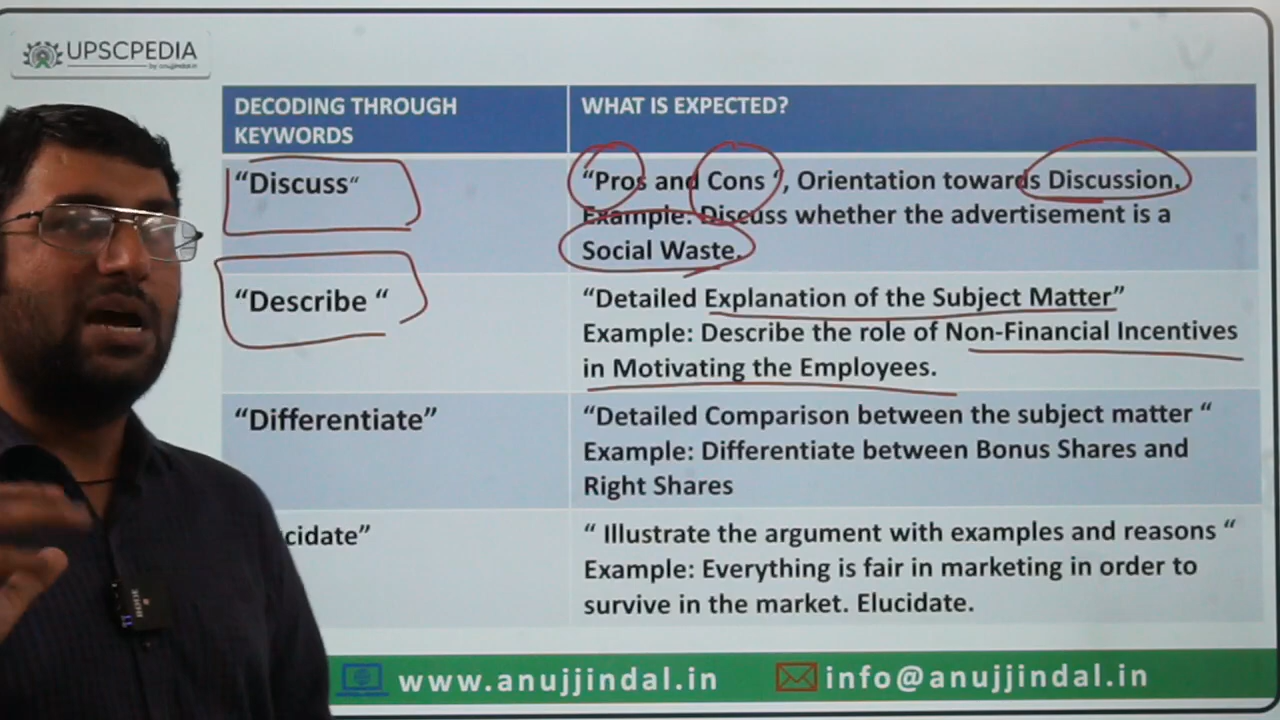 UPSCPEDIA
by anujjindal.in
DECODING THROUGH
KEYWORDS
WHAT IS EXPECTED?
“Discuss“
“Pros and Cons “, Orientation towards Discussion.
Example: Discuss whether the advertisement is a
Social Waste.
“Describe “
“Detailed Explanation of the Subject Matter”
Example: Describe the role of Non-Financial Incentives
in Motivating the Employees.
“Differentiate”
“Detailed Comparison between the subject matter “
Example: Differentiate between Bonus Shares and
Right Shares
cidate”
“ Illustrate the argument with examples and reasons “
Example: Everything is fair in marketing in order to
survive in the market. Elucidate.
www.anujjindal.in
info@anujjindal.in